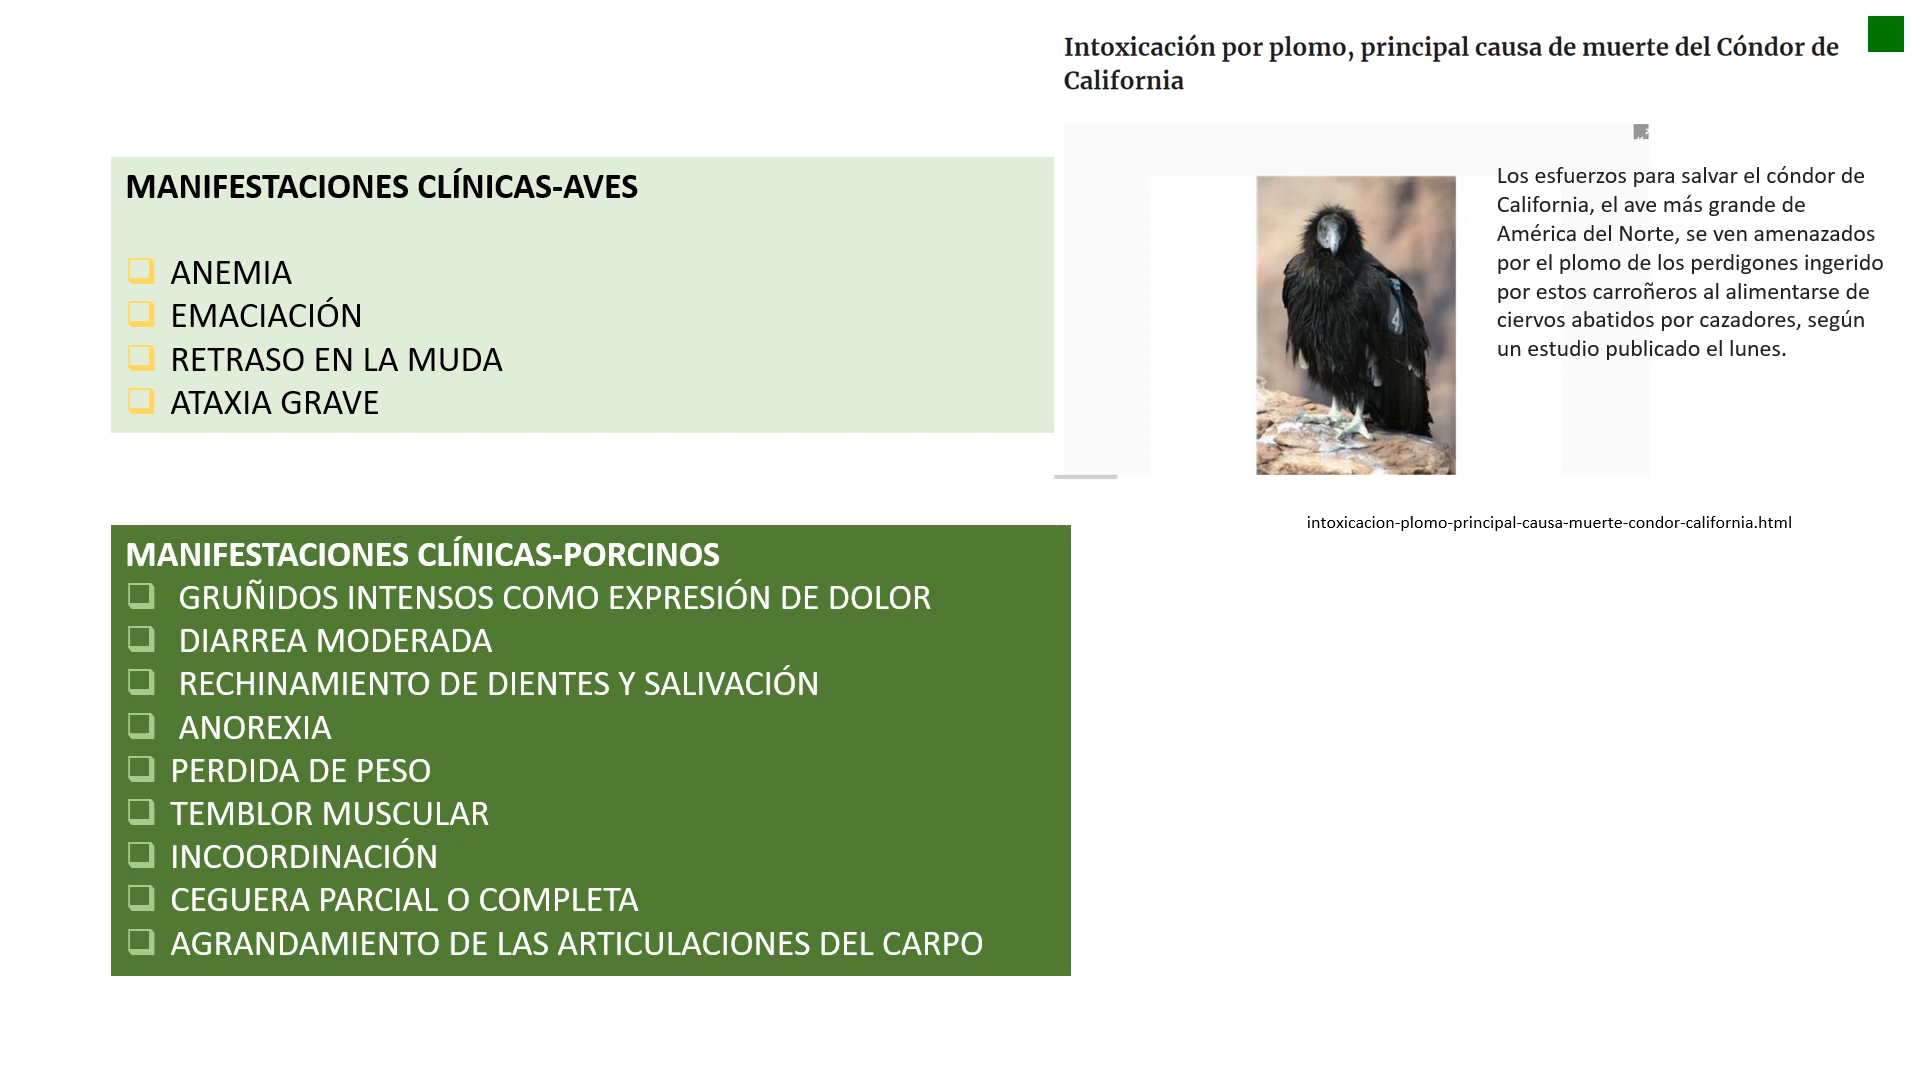 Intoxicación por plomo, principal causa de muerte del Cóndor de
California
MANIFESTACIONES CLÍNICAS-AVES
ANEMIA
EMACIACIÓN
RETRASO EN LA MUDA
ATAXIA GRAVE
Los esfuerzos para salvar el cóndor de
California, el ave más grande de
América del Norte, se ven amenazados
por el plomo de los perdigones ingerido
por estos carroñeros al alimentarse de
ciervos abatidos por cazadores, según
un estudio publicado el lunes.
4
intoxicacion-plomo-principal-causa-muerte-condor-california.html
MANIFESTACIONES CLÍNICAS-PORCINOS
GRUÑIDOS INTENSOS COMO EXPRESIÓN DE DOLOR
DIARREA MODERADA
RECHINAMIENTO DE DIENTES Y SALIVACIÓN
ANOREXIA
PERDIDA DE PESO
TEMBLOR MUSCULAR
INCOORDINACIÓN
CEGUERA PARCIAL O COMPLETA
AGRANDAMIENTO DE LAS ARTICULACIONES DEL CARPO